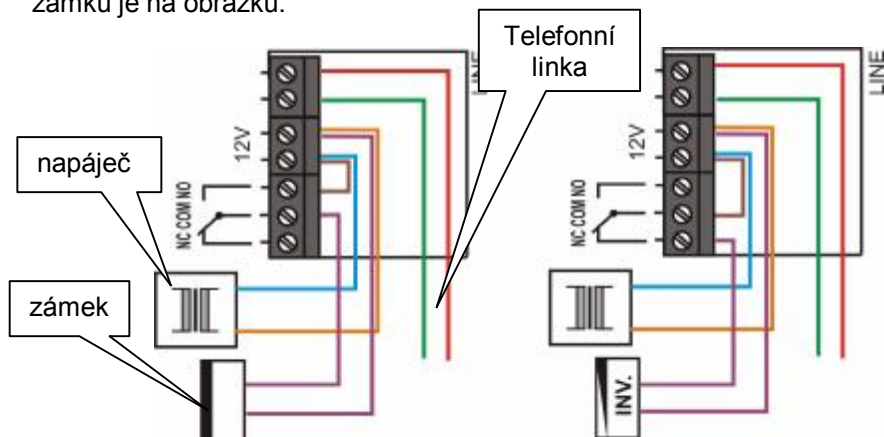 zámku je na obrázku.
Telefonní
linka
LINE
LINE
12V
12V
napáječ
NC COM NO
NC COM NO
zámek
INV.